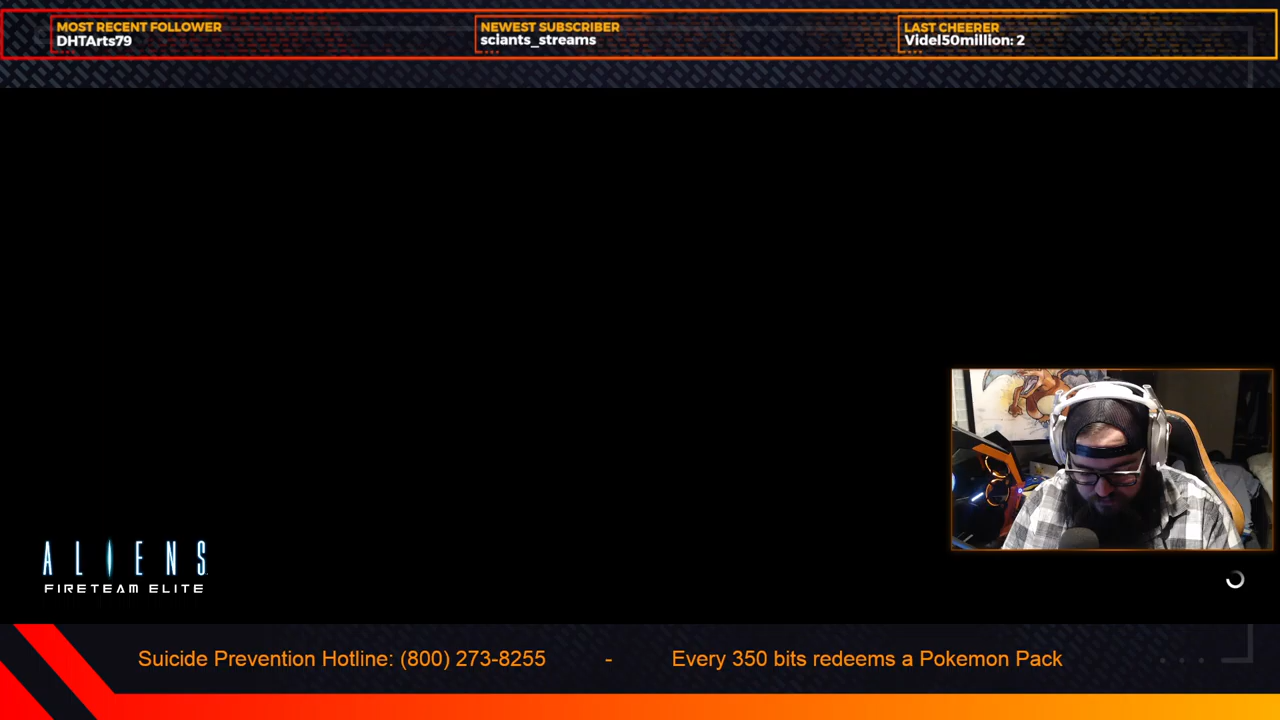 MOST RECENT FOLLOWER
DHTArts79
NEWEST SUBSCRIBER
sciants_streams
LAST CHEERER
Videl50million: 2
ALIENS
FIRETEAM ELITE
Suicide Prevention Hotline: (800) 273-8255 - Every 350 bits redeems a Pokemon Pack